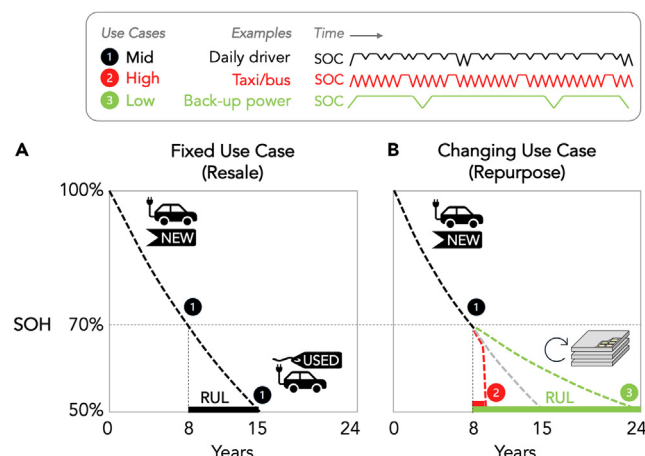 Use Cases Examples Time
1 Mid Daily driver SOC
2 High Taxi/bus SOC
3 Low Back-up power SOC
A Fixed Use Case
(Resale)
B Changing Use Case
(Repurpose)
SOH
100%
70%
50%
NEW
1
USED
1
RUL
0 8 15 24
Years
NEW
1
2
RUL
3
0 8 15 24
Years